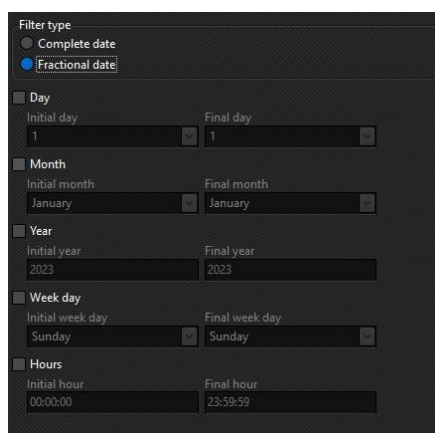 Filter type
Complete date
Fractional date
Day
Initial day Final day
1 1
Month
Initial month Final month
January January
Year
Initial year Final year
2023 2023
Week day
Initial week day Final week day
Sunday Sunday
Hours
Initial hour Final hour
00:00:00 23:59:59